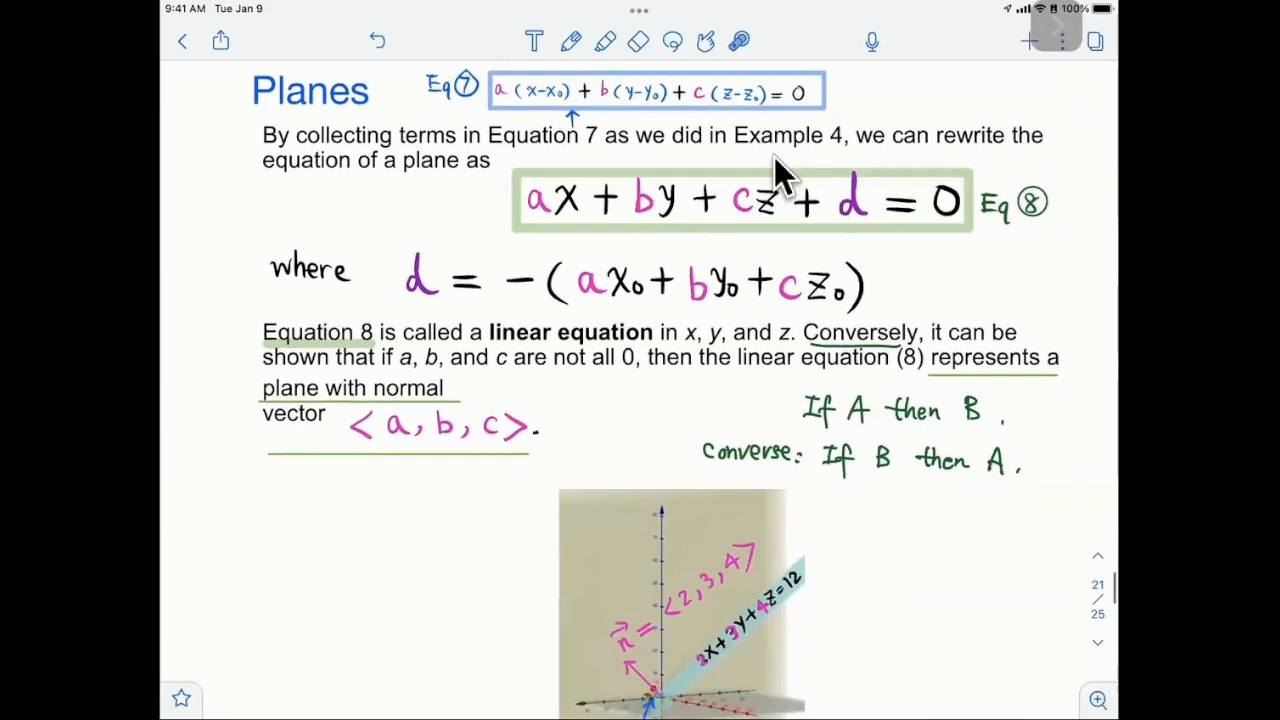 9:41 AM Tue Jan 9
100%
Planes Eq ⑦ a (x-x₀) + b (y-y₀) + c (z-z₀) = 0
By collecting terms in Equation 7 as we did in Example 4, we can rewrite the
equation of a plane as
ax + by + cz + d = 0 Eq ⑧
where d = - ( ax₀ + by₀ + cz₀ )
Equation 8 is called a linear equation in x, y, and z. Conversely, it can be
shown that if a, b, and c are not all 0, then the linear equation (8) represents a
plane with normal
vector < a, b, c > .
If A then B .
Converse: If B then A .
n⃗ = <2, 3, 4>
2x+3y+4z=12
21
/
25